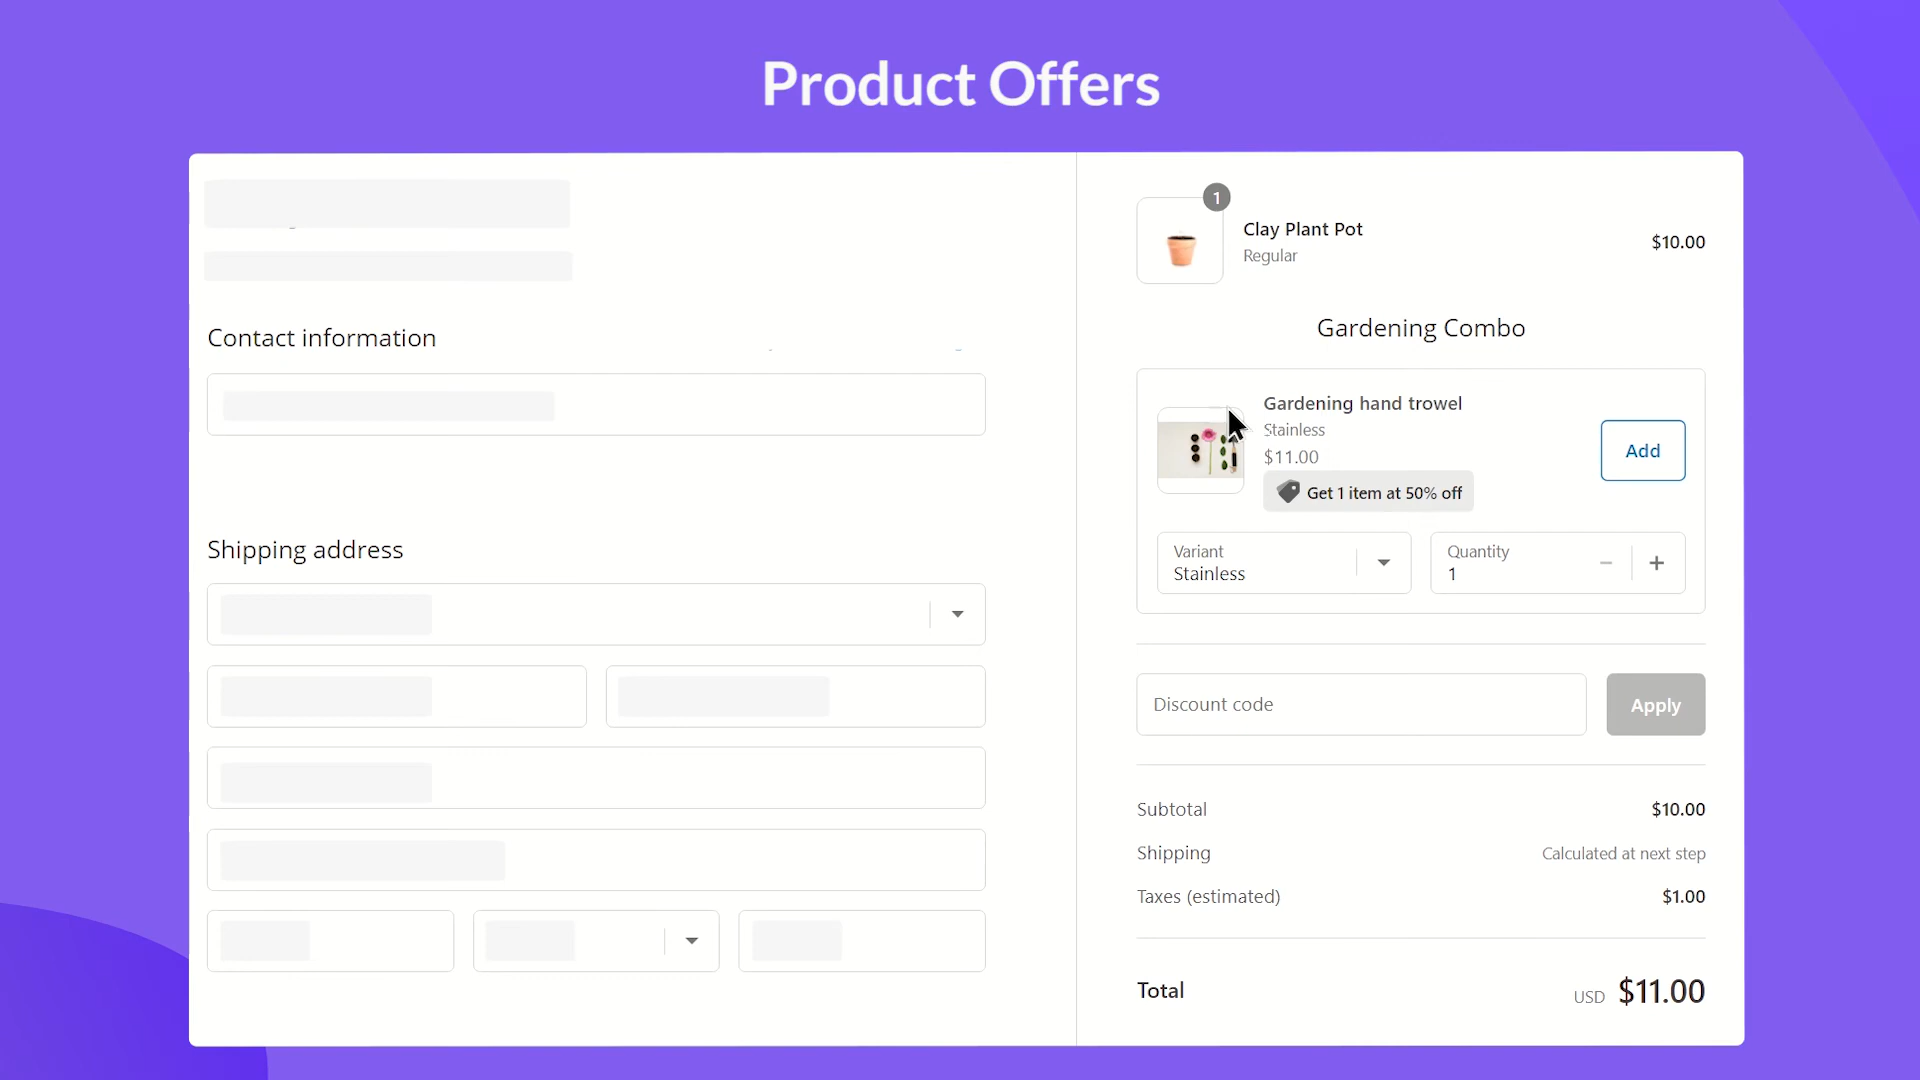 Product Offers
Contact information
Shipping address
1
Clay Plant Pot
Regular
$10.00
Gardening Combo
Gardening hand trowel
Stainless
$11.00
Get 1 item at 50% off
Add
Variant
Stainless
Quantity
1
Discount code
Apply
Subtotal $10.00
Shipping Calculated at next step
Taxes (estimated) $1.00
Total USD $11.00